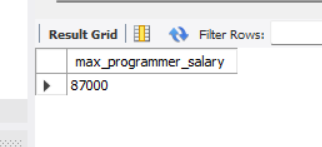 Result Grid Filter Rows:
max_programmer_salary
87000